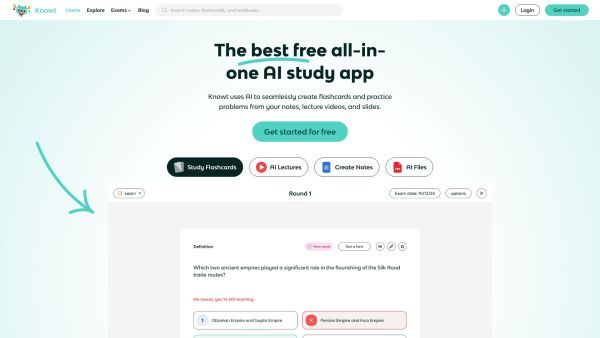 Knowt
Home
Explore
Exams
Blog
Search notes, flashcards, and textbooks
Login
Get started
The best free all-in-
one AI study app
Knowt uses AI to seamlessly create flashcards and practice
problems from your notes, lecture videos, and slides.
Get started for free
Study Flashcards
AI Lectures
Create Notes
AI Files
Learn
Round 1
Exam date: 10/12/24
options
Definition
New card
Get a hint
Which two ancient empires played a significant role in the flourishing of the Silk Road
trade routes?
No sweat, you're still learning.
1
Ottoman Empire and Gupta Empire
Persian Empire and Inca Empire